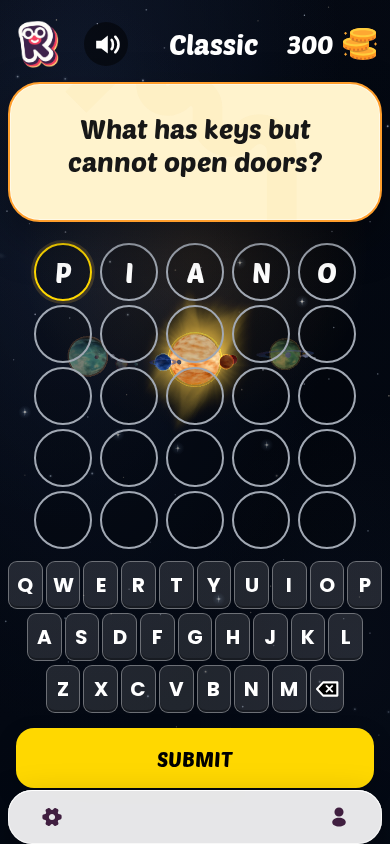 R
Classic
300
What has keys but
cannot open doors?
P I A N O
Q W E R T Y U I O P
A S D F G H J K L
Z X C V B N M
SUBMIT